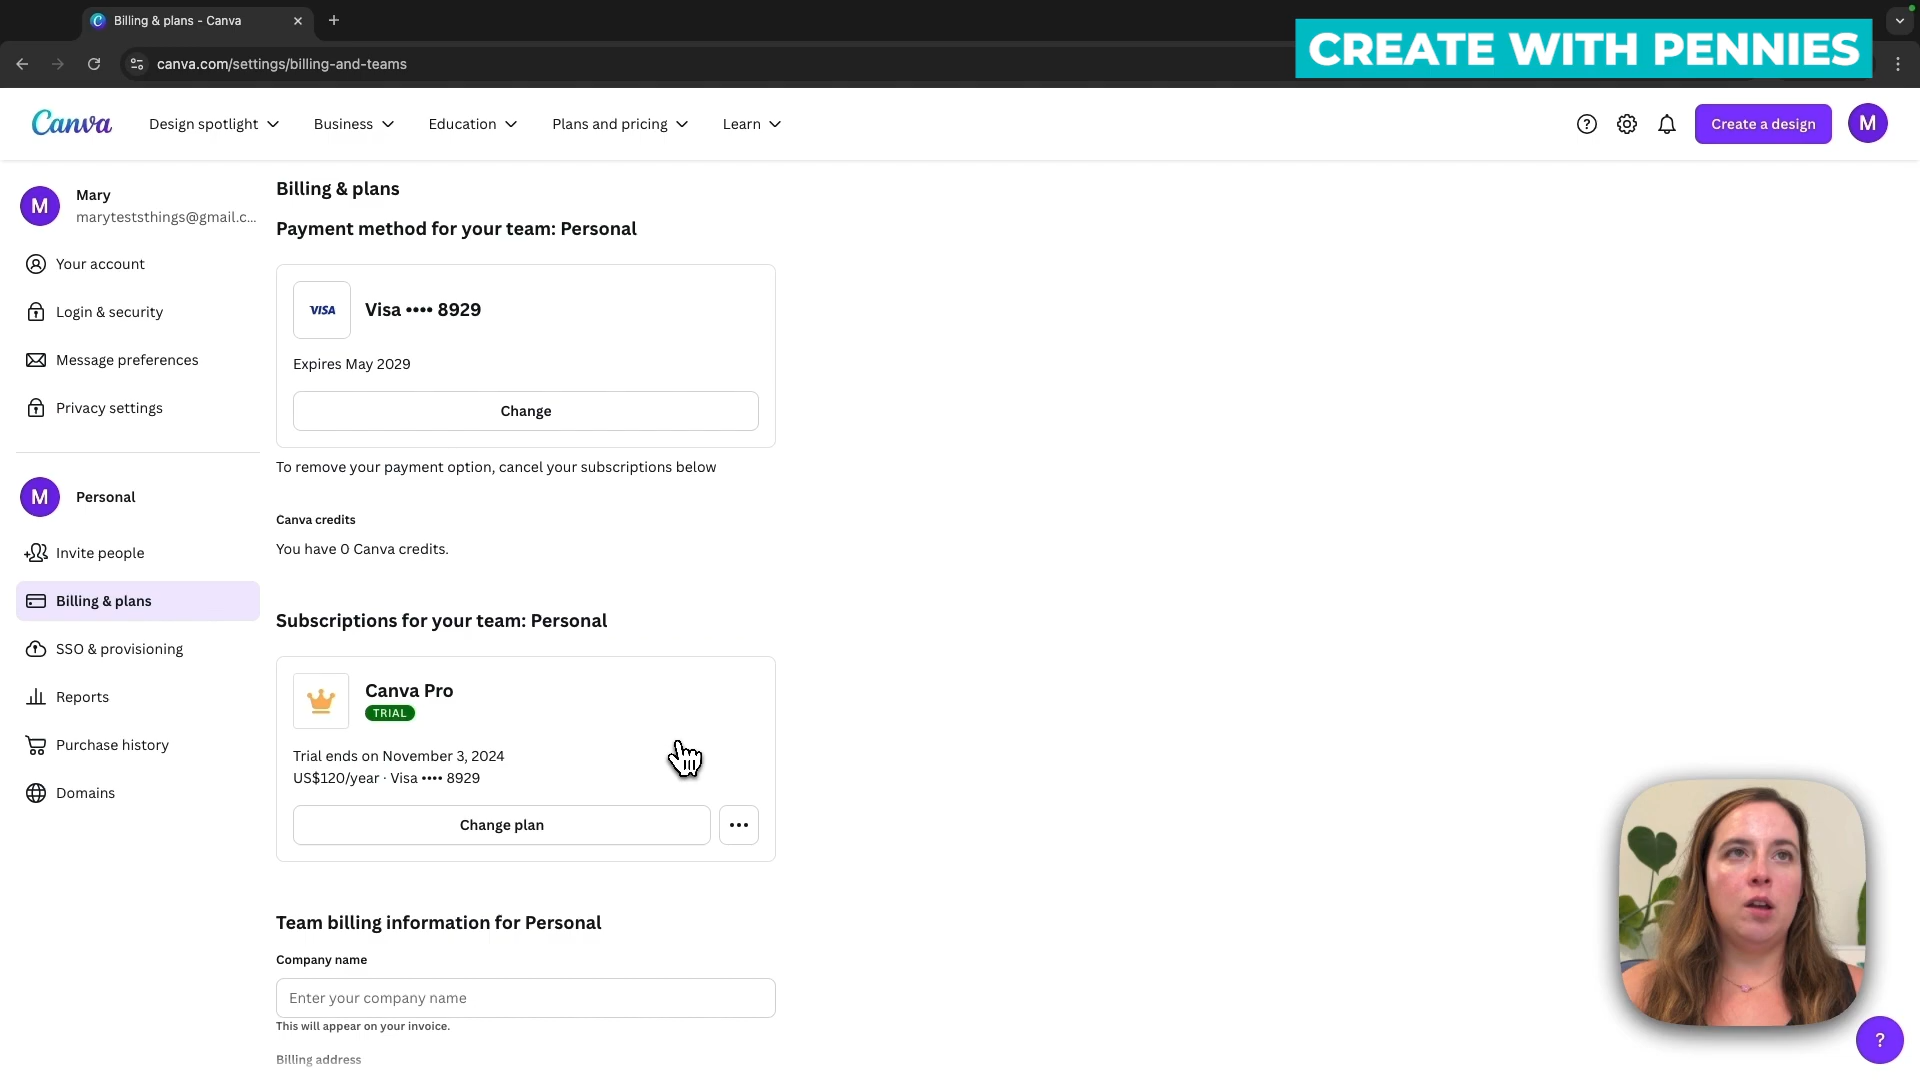 Billing & plans - Canva
canva.com/settings/billing-and-teams
CREATE WITH PENNIES
Canva
Design spotlight
Business
Education
Plans and pricing
Learn
Create a design
M
M
Mary
maryteststhings@gmail.c...
Your account
Login & security
Message preferences
Privacy settings
M
Personal
Invite people
Billing & plans
SSO & provisioning
Reports
Purchase history
Domains
Billing & plans
Payment method for your team: Personal
VISA
Visa •••• 8929
Expires May 2029
Change
To remove your payment option, cancel your subscriptions below
Canva credits
You have 0 Canva credits.
Subscriptions for your team: Personal
Canva Pro
TRIAL
Trial ends on November 3, 2024
US$120/year · Visa •••• 8929
Change plan
Team billing information for Personal
Company name
Enter your company name
This will appear on your invoice.
Billing address
?